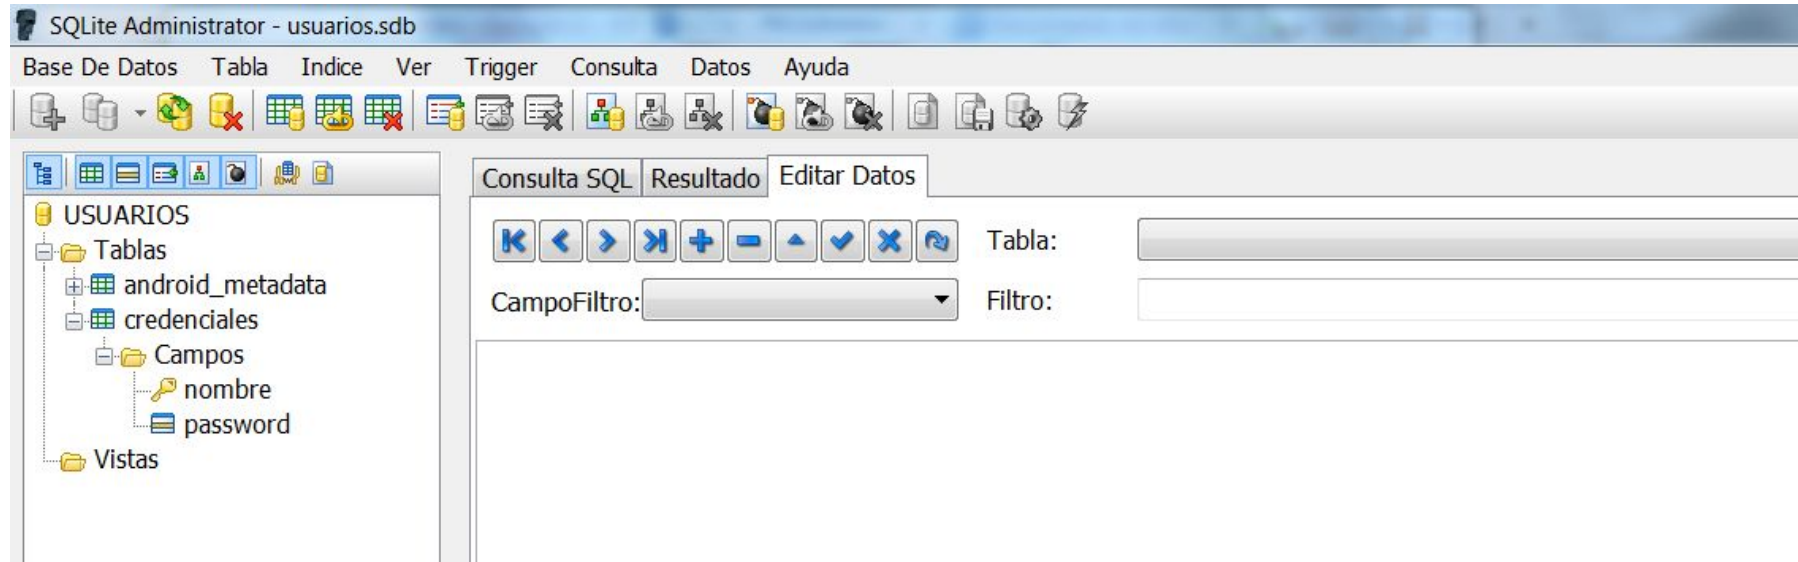 SQLite Administrator - usuarios.sdb
Base De Datos Tabla Indice Ver Trigger Consulta Datos Ayuda
Consulta SQL Resultado Editar Datos
USUARIOS
Tablas
android_metadata
credenciales
Campos
nombre
password
Vistas
Tabla:
CampoFiltro:
Filtro: